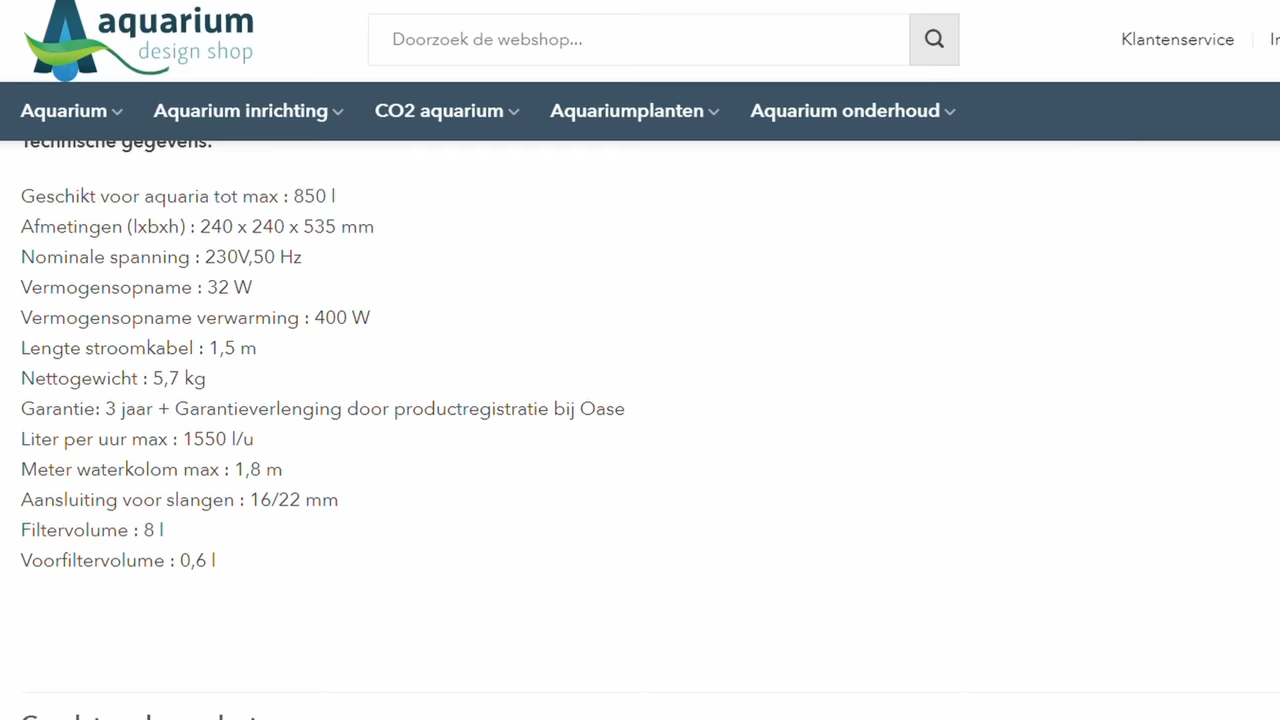 aquarium
design shop
Doorzoek de webshop...
Klantenservice
Aquarium
Aquarium inrichting
CO2 aquarium
Aquariumplanten
Aquarium onderhoud
Technische gegevens:
Geschikt voor aquaria tot max : 850 l
Afmetingen (lxbxh) : 240 x 240 x 535 mm
Nominale spanning : 230V,50 Hz
Vermogensopname : 32 W
Vermogensopname verwarming : 400 W
Lengte stroomkabel : 1,5 m
Nettogewicht : 5,7 kg
Garantie: 3 jaar + Garantieverlenging door productregistratie bij Oase
Liter per uur max : 1550 l/u
Meter waterkolom max : 1,8 m
Aansluiting voor slangen : 16/22 mm
Filtervolume : 8 l
Voorfiltervolume : 0,6 l